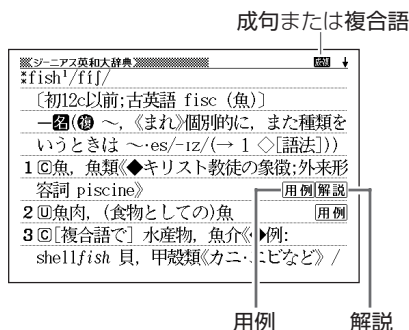 成句または複合語
ジーニアス英和大辞典
*fish¹/fíʃ/
〔初12c以前;古英語 fisc (魚)〕
―名(複 ～, 《まれ》個別的に, また種類を
いうときは ～･es/-ɪz/(→ 1 ◇[語法]))
1 C魚, 魚類《◆キリスト教徒の象徴;外来形
容詞 piscine》 用例 解説
2 U魚肉, (食物としての)魚 用例
3 C[複合語で] 水産物, 魚介《◆例:
shellfish 貝, 甲殻類《カニ･エビなど》 /
用例 解説